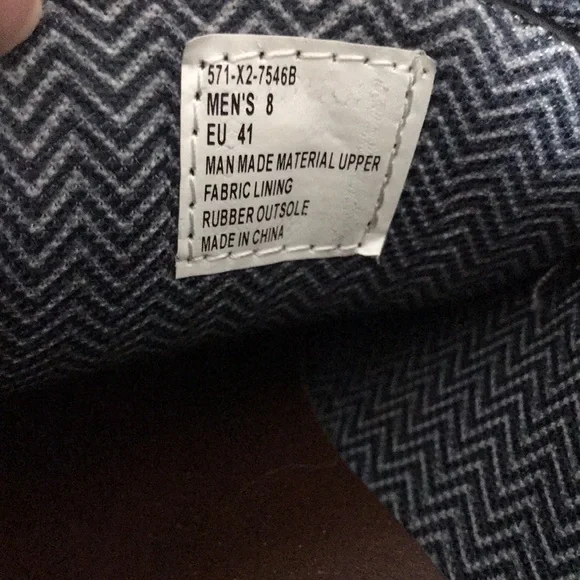 571-X2-7546B
MEN'S 8
EU 41
MAN MADE MATERIAL UPPER
FABRIC LINING
RUBBER OUTSOLE
MADE IN CHINA